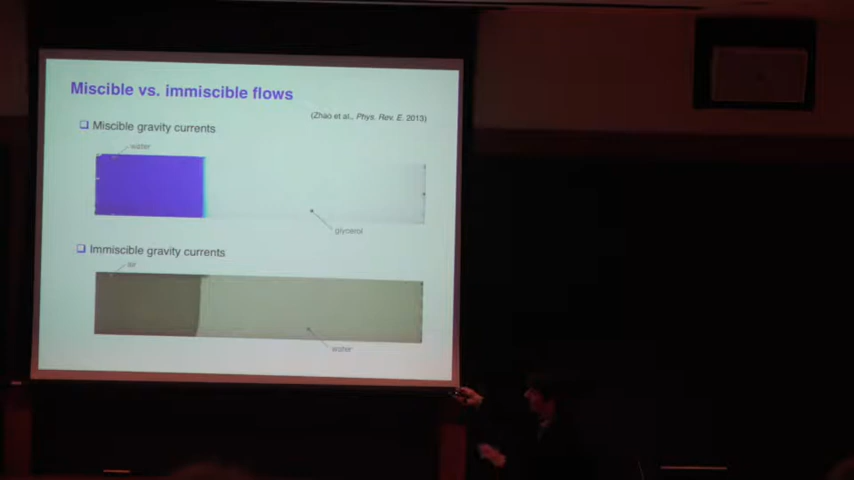 Miscible vs. immiscible flows
(Zhao et al., Phys. Rev. E. 2013)
❑ Miscible gravity currents
water
glycerol
❑ Immiscible gravity currents
air
water